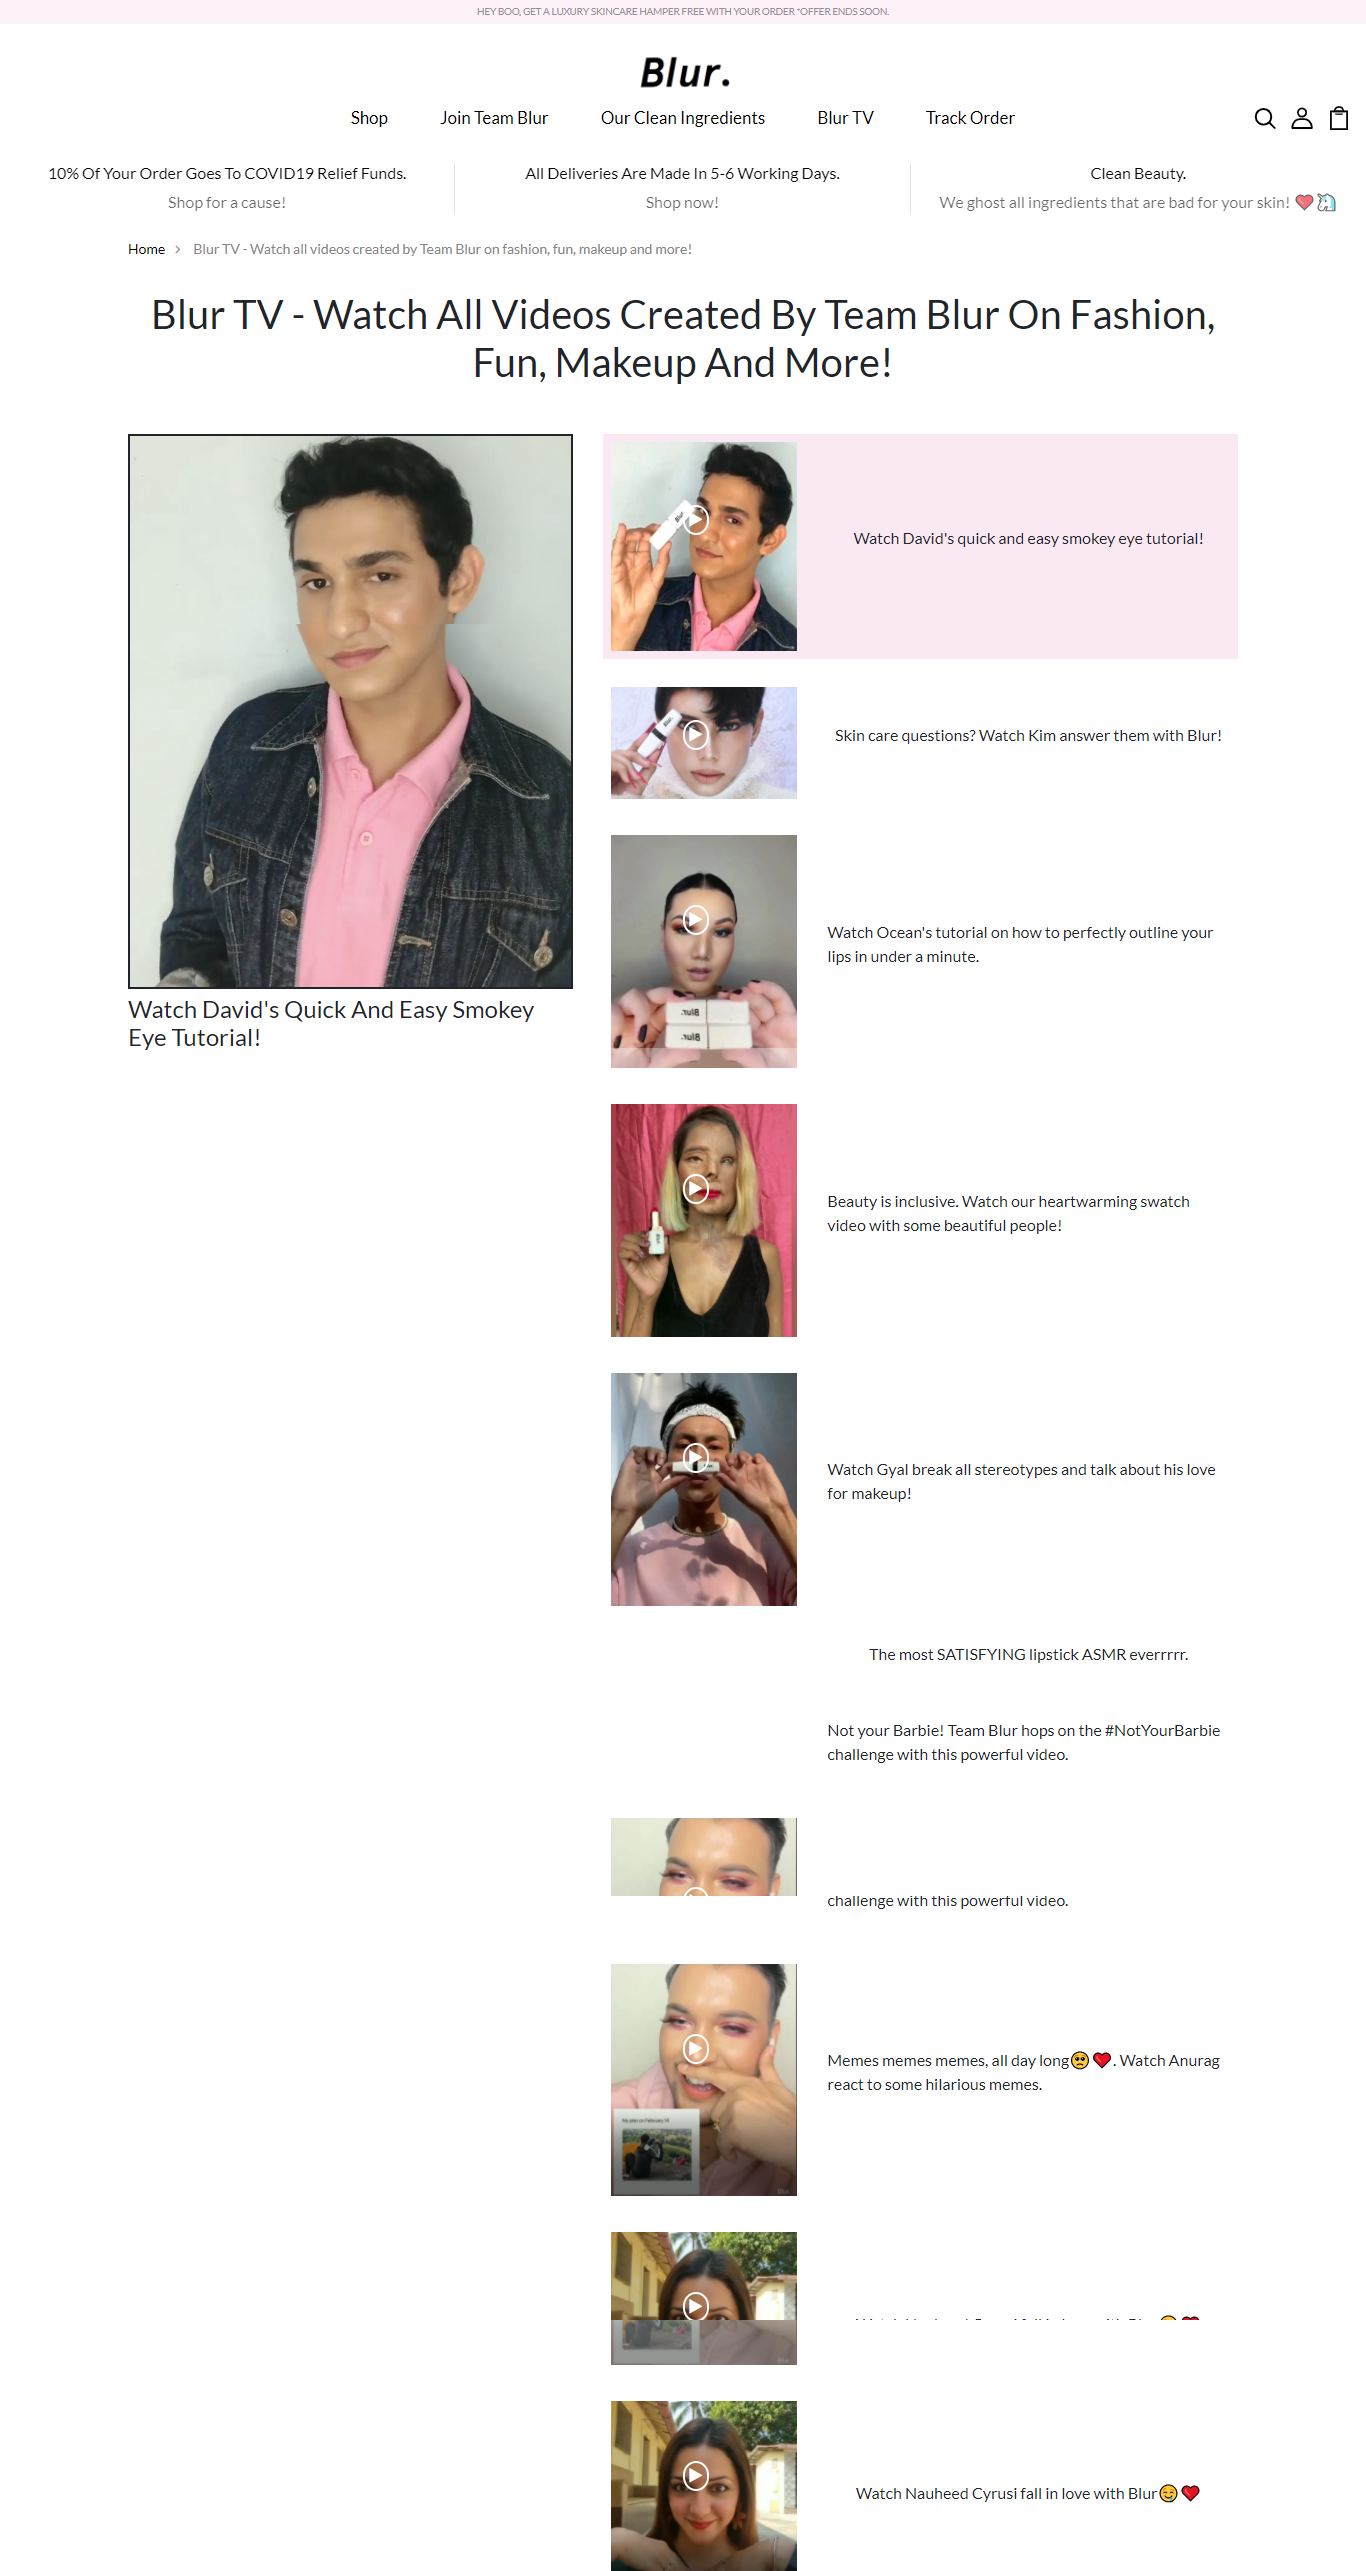 HEY BOO, GET A LUXURY SKINCARE HAMPER FREE WITH YOUR ORDER *OFFER ENDS SOON.
Blur.
Shop
Join Team Blur
Our Clean Ingredients
Blur TV
Track Order
10% Of Your Order Goes To COVID19 Relief Funds.
Shop for a cause!
All Deliveries Are Made In 5-6 Working Days.
Shop now!
Clean Beauty.
We ghost all ingredients that are bad for your skin! ❤️🦄
Home > Blur TV - Watch all videos created by Team Blur on fashion, fun, makeup and more!
Blur TV - Watch All Videos Created By Team Blur On Fashion,
Fun, Makeup And More!
Watch David's Quick And Easy Smokey
Eye Tutorial!
Watch David's quick and easy smokey eye tutorial!
Blur.
Skin care questions? Watch Kim answer them with Blur!
Watch Ocean's tutorial on how to perfectly outline your
lips in under a minute.
Blur.
Blur.
Beauty is inclusive. Watch our heartwarming swatch
video with some beautiful people!
Watch Gyal break all stereotypes and talk about his love
for makeup!
The most SATISFYING lipstick ASMR everrrrr.
Not your Barbie! Team Blur hops on the #NotYourBarbie
challenge with this powerful video.
challenge with this powerful video.
Memes memes memes, all day long🥺❤️. Watch Anurag
react to some hilarious memes.
My plan on February 14
Watch Nauheed Cyrusi fall in love with Blur😊❤️